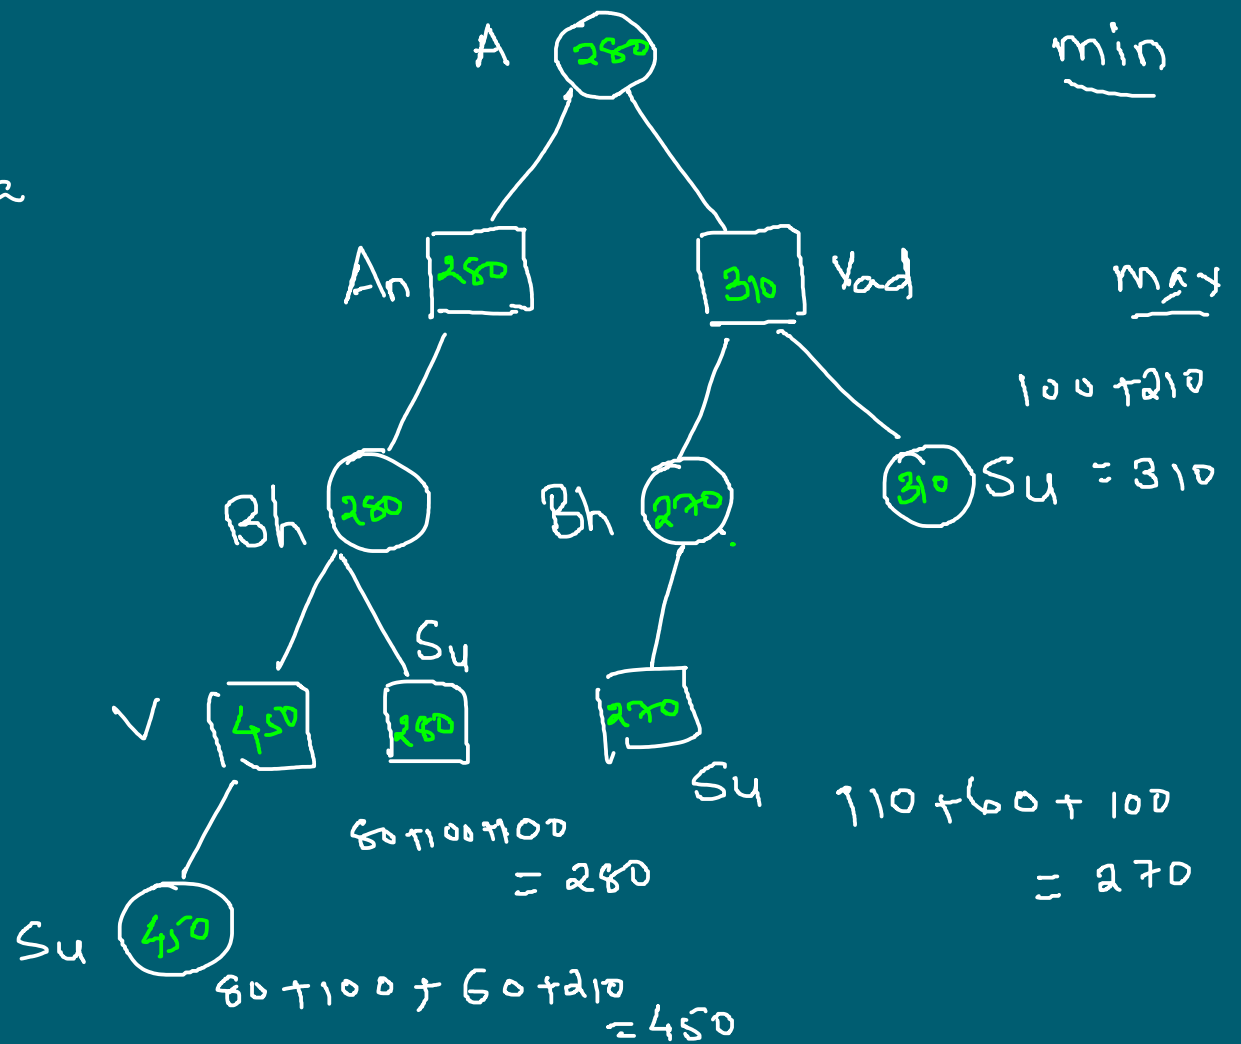 A 280 min
An 280 310 Yad max
100+210
Bh 280 Bh 270 310 Su = 310
Su
V 450 280 270
Su 110+60+100
80+100+100
= 280 = 270
Su 450
80+100+60+210
=450